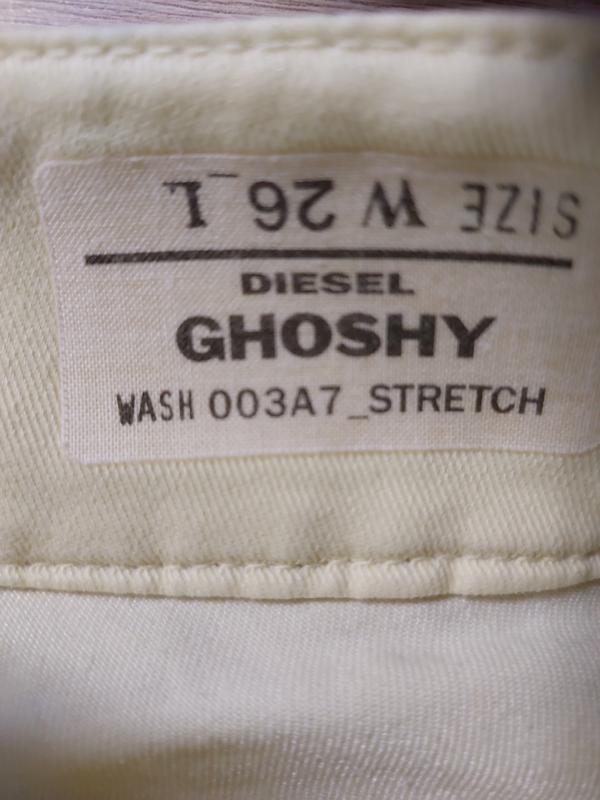 SIZE W 26_L
DIESEL
GHOSHY
WASH 003A7_STRETCH